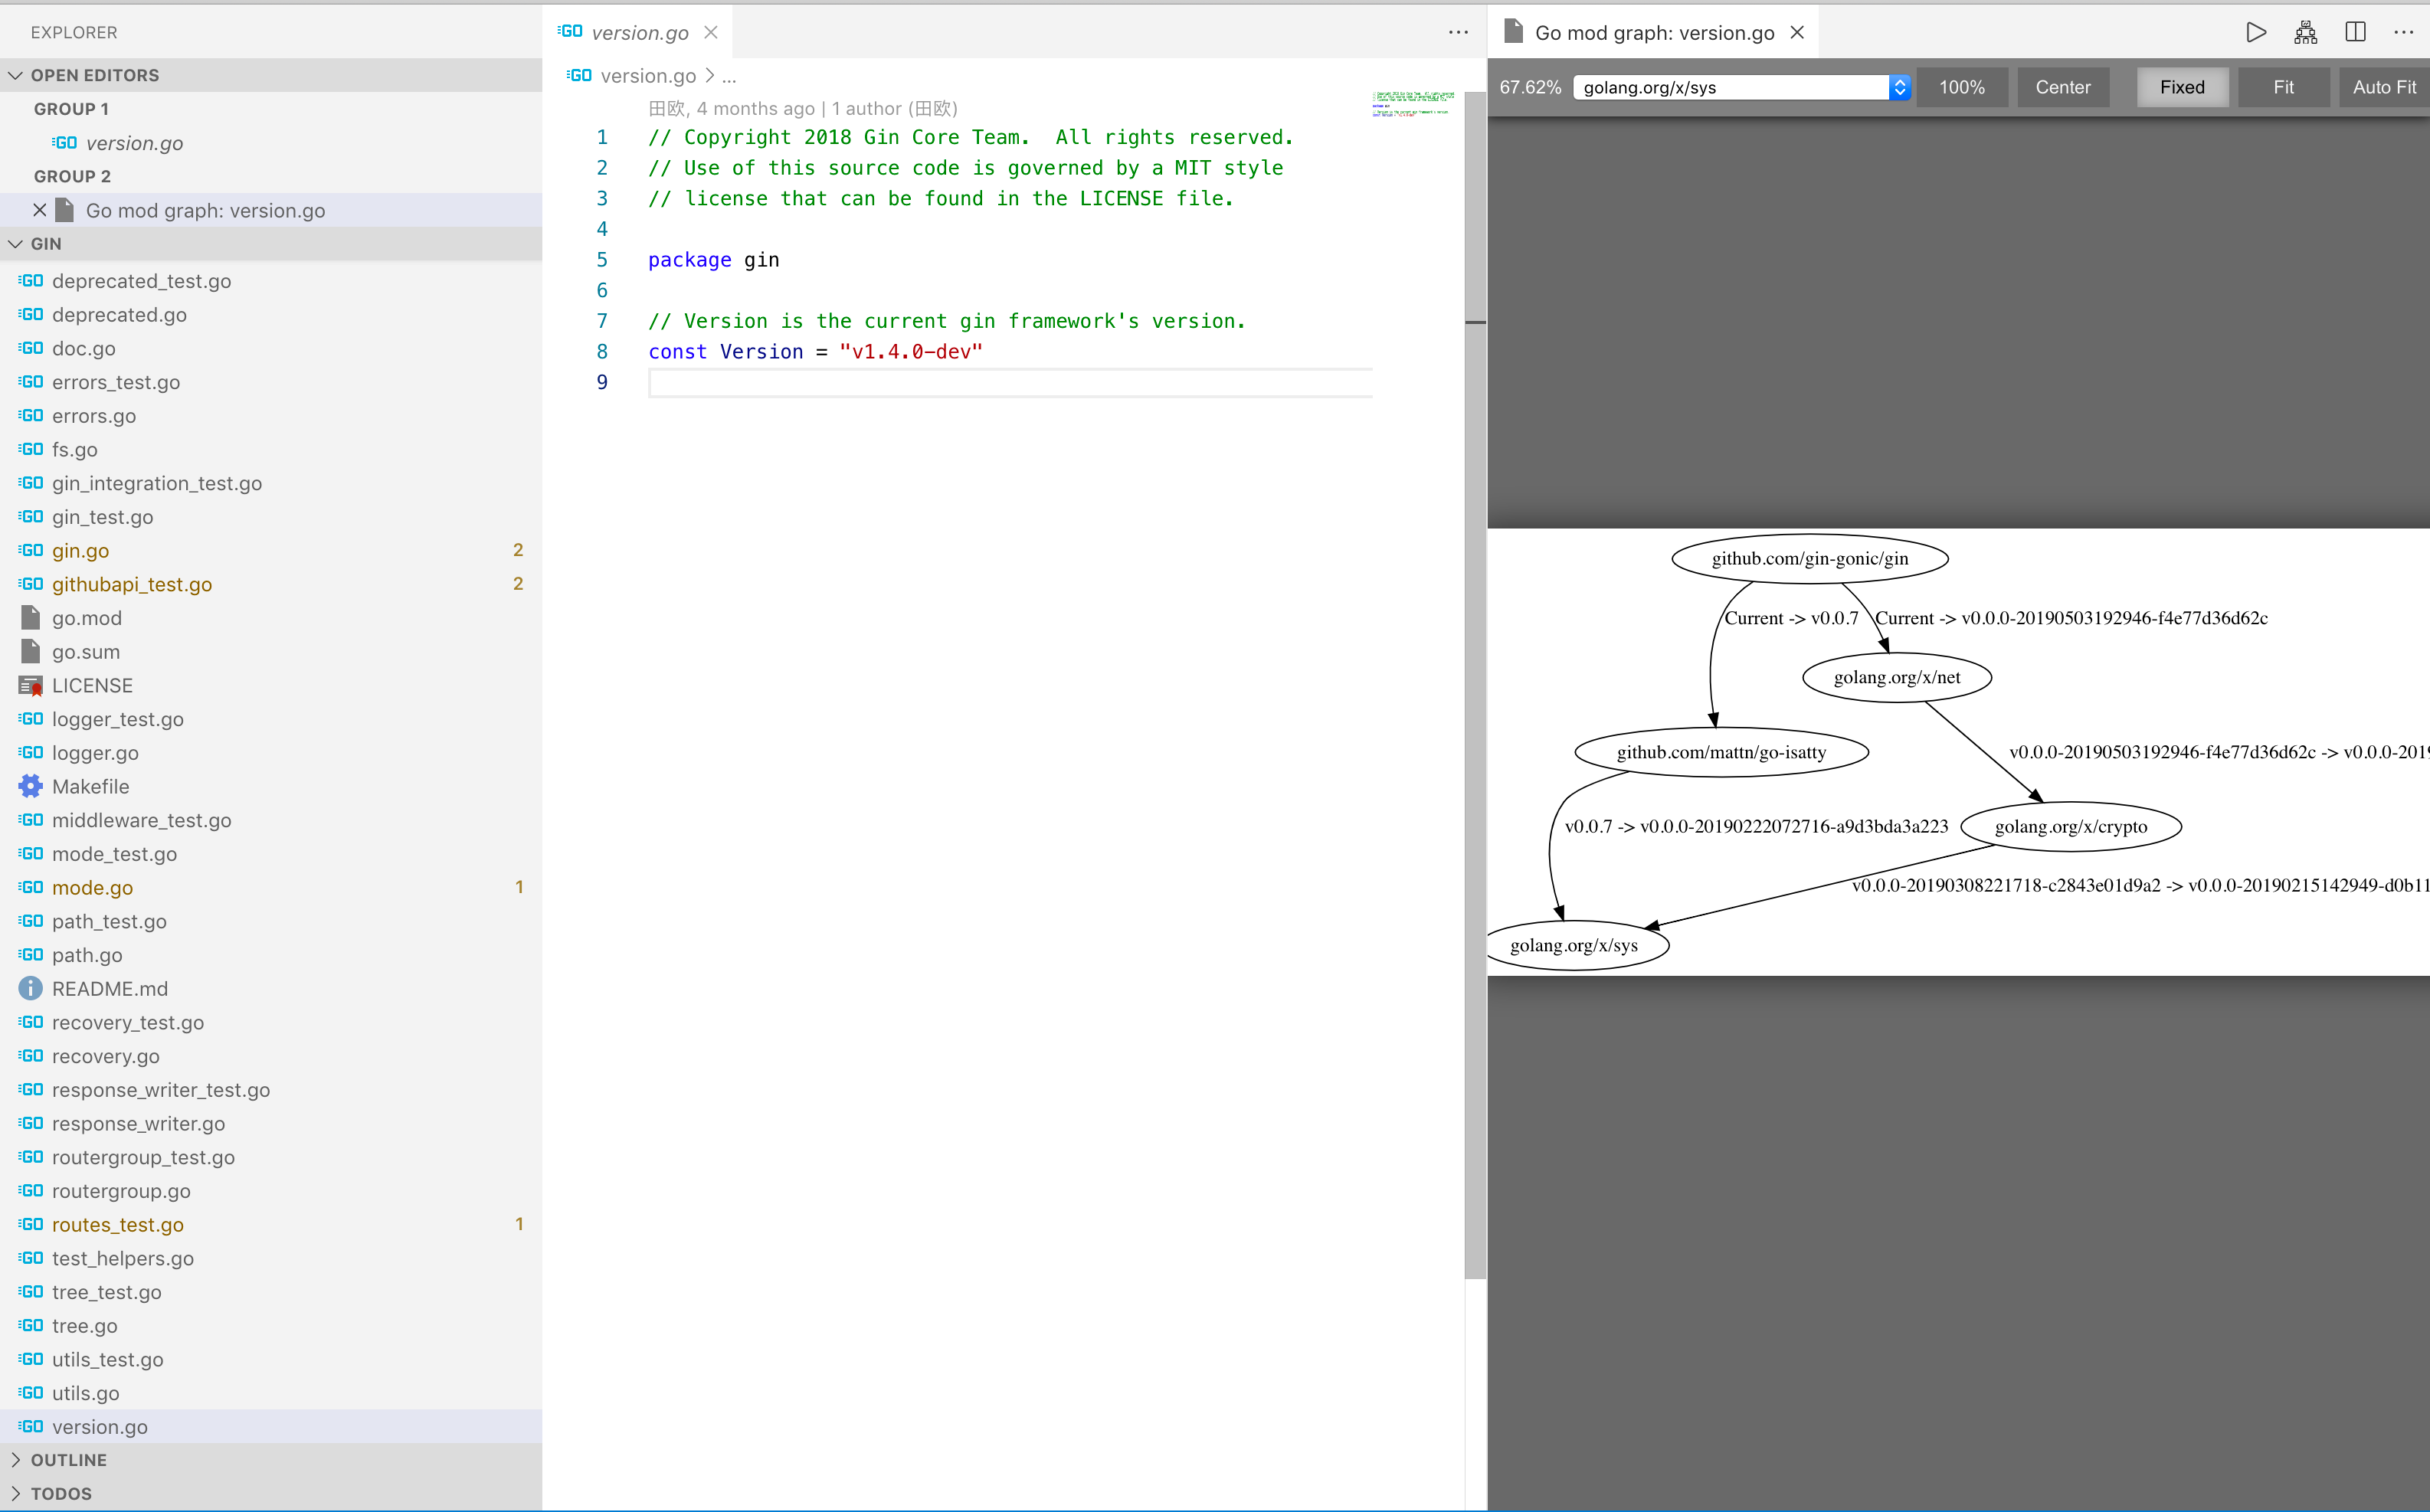 EXPLORER
OPEN EDITORS
GROUP 1
GO version.go
GROUP 2
Go mod graph: version.go
GIN
GO deprecated_test.go
GO deprecated.go
GO doc.go
GO errors_test.go
GO errors.go
GO fs.go
GO gin_integration_test.go
GO gin_test.go
GO gin.go 2
GO githubapi_test.go 2
go.mod
go.sum
LICENSE
GO logger_test.go
GO logger.go
Makefile
GO middleware_test.go
GO mode_test.go
GO mode.go 1
GO path_test.go
GO path.go
README.md
GO recovery_test.go
GO recovery.go
GO response_writer_test.go
GO response_writer.go
GO routergroup_test.go
GO routergroup.go
GO routes_test.go 1
GO test_helpers.go
GO tree_test.go
GO tree.go
GO utils_test.go
GO utils.go
GO version.go
OUTLINE
TODOS
GO version.go
GO version.go > ...
田欧, 4 months ago | 1 author (田欧)
1 // Copyright 2018 Gin Core Team.  All rights reserved.
2 // Use of this source code is governed by a MIT style
3 // license that can be found in the LICENSE file.
4
5 package gin
6
7 // Version is the current gin framework's version.
8 const Version = "v1.4.0-dev"
9
Go mod graph: version.go
67.62% golang.org/x/sys 100% Center Fixed Fit Auto Fit
github.com/gin-gonic/gin
Current -> v0.0.7 Current -> v0.0.0-20190503192946-f4e77d36d62c
golang.org/x/net
github.com/mattn/go-isatty v0.0.0-20190503192946-f4e77d36d62c -> v0.0.0-201
v0.0.7 -> v0.0.0-20190222072716-a9d3bda3a223 golang.org/x/crypto
v0.0.0-20190308221718-c2843e01d9a2 -> v0.0.0-20190215142949-d0b11
golang.org/x/sys